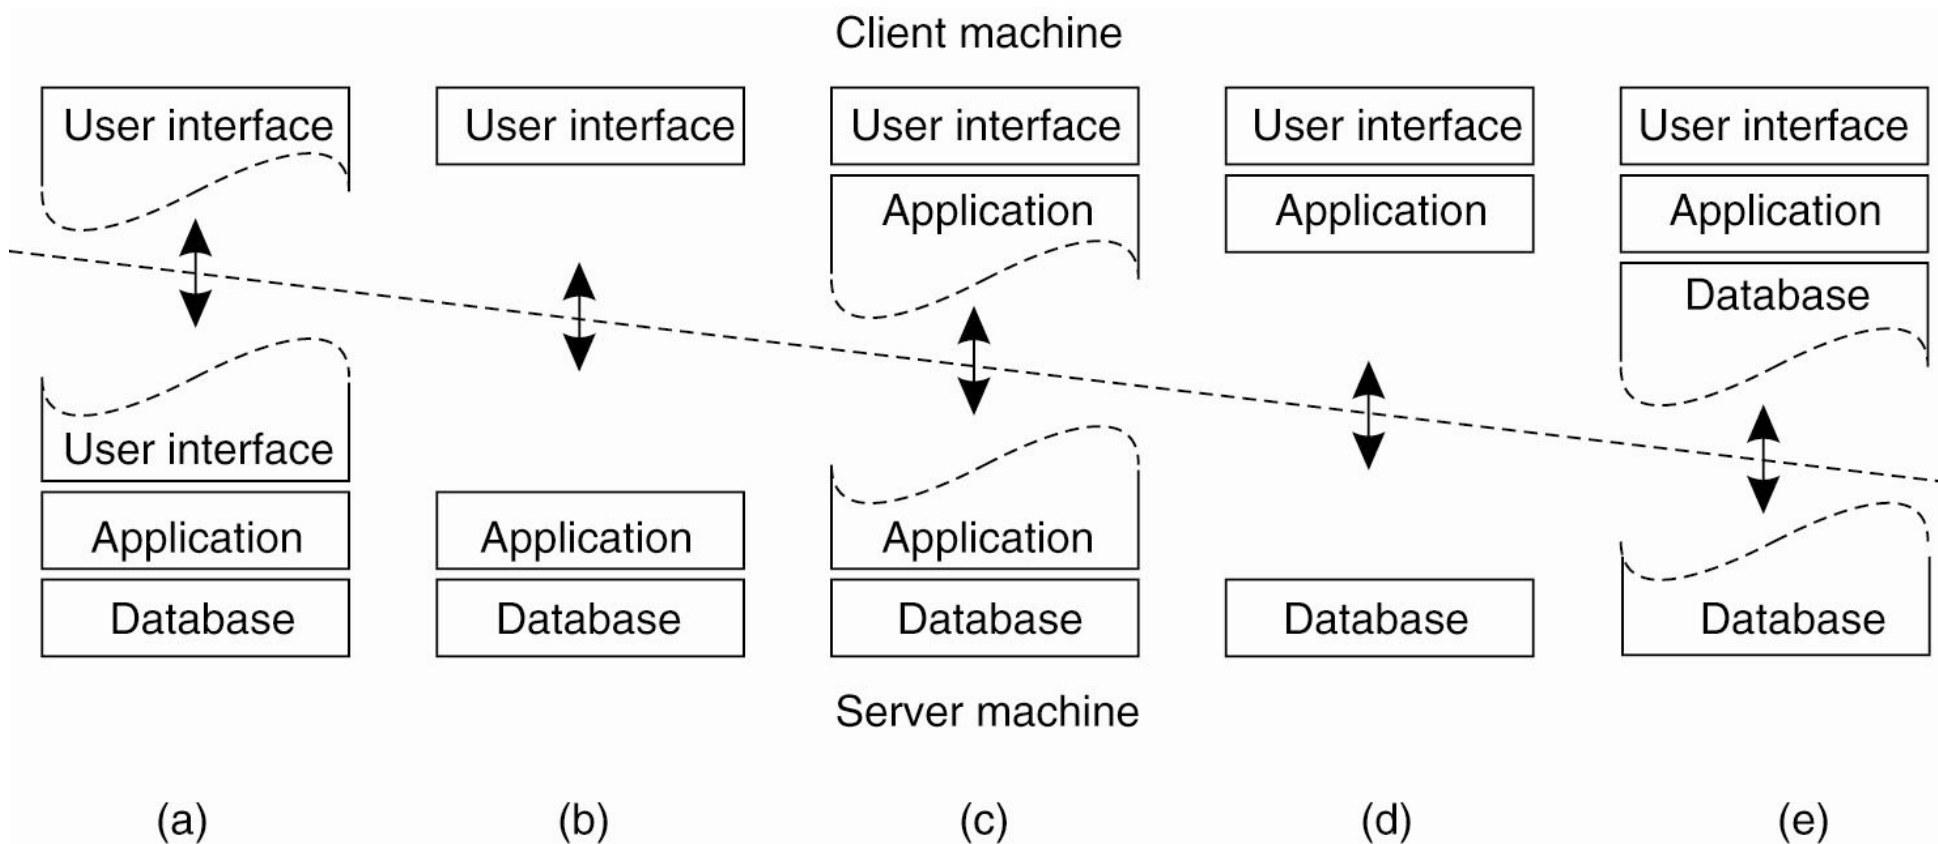 Client machine
User interface
User interface
User interface
User interface
User interface
Application
Application
Application
Database
User interface
Application
Application
Application
Database
Database
Database
Database
Database
Server machine
(a)
(b)
(c)
(d)
(e)